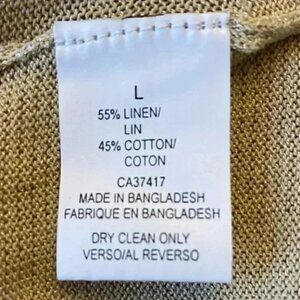 L
55% LINEN/
LIN
45% COTTON/
COTON
CA37417
MADE IN BANGLADESH
FABRIQUE EN BANGLADESH
DRY CLEAN ONLY
VERSO/AL REVERSO